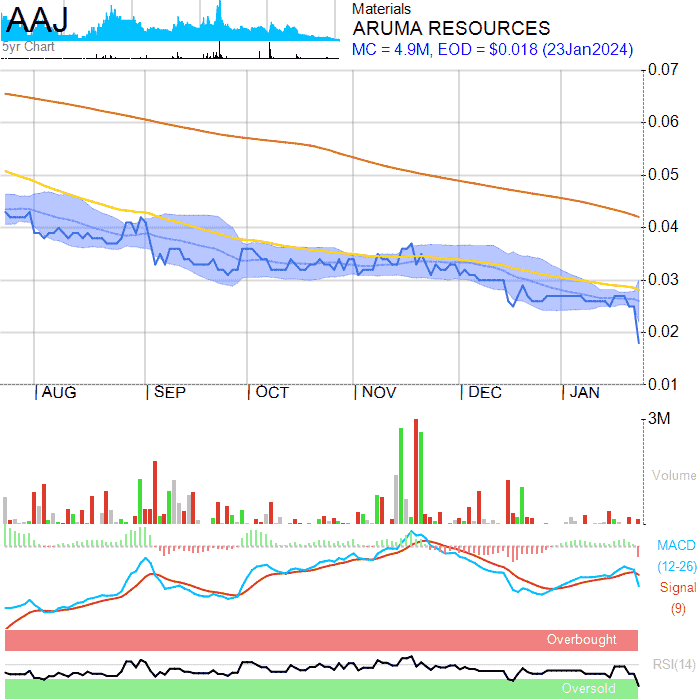 AAJ
5yr Chart
Materials
ARUMA RESOURCES
MC = 4.9M, EOD = $0.018 (23Jan2024)
0.07
0.06
0.05
0.04
0.03
0.02
0.01
AUG SEP OCT NOV DEC JAN
3M
Volume
MACD
(12-26)
Signal
(9)
Overbought
RSI(14)
Oversold